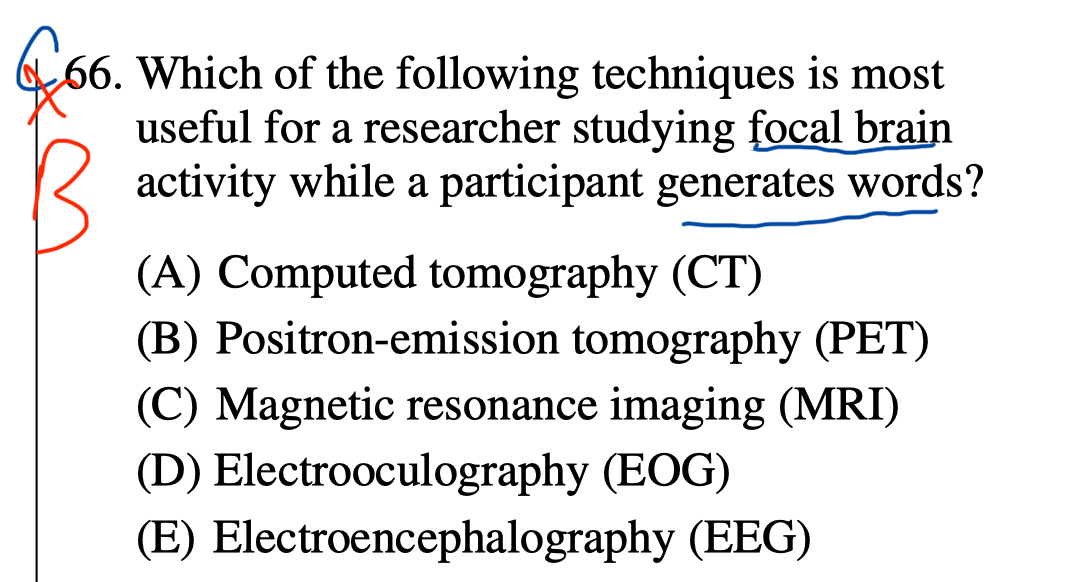 C 66. Which of the following techniques is most
B useful for a researcher studying focal brain
activity while a participant generates words?
(A) Computed tomography (CT)
(B) Positron-emission tomography (PET)
(C) Magnetic resonance imaging (MRI)
(D) Electrooculography (EOG)
(E) Electroencephalography (EEG)